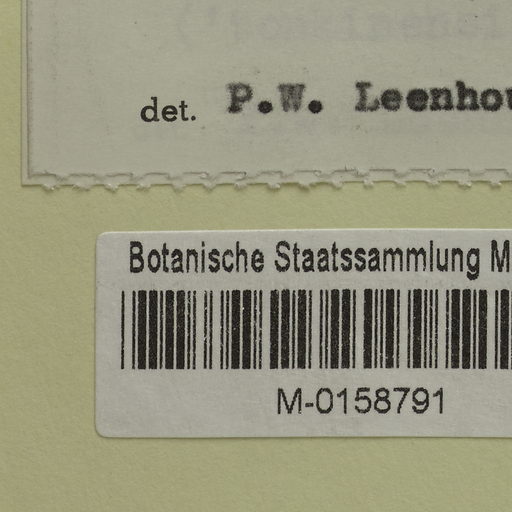 det. P.W. Leenhou
Botanische Staatssammlung M
M-0158791